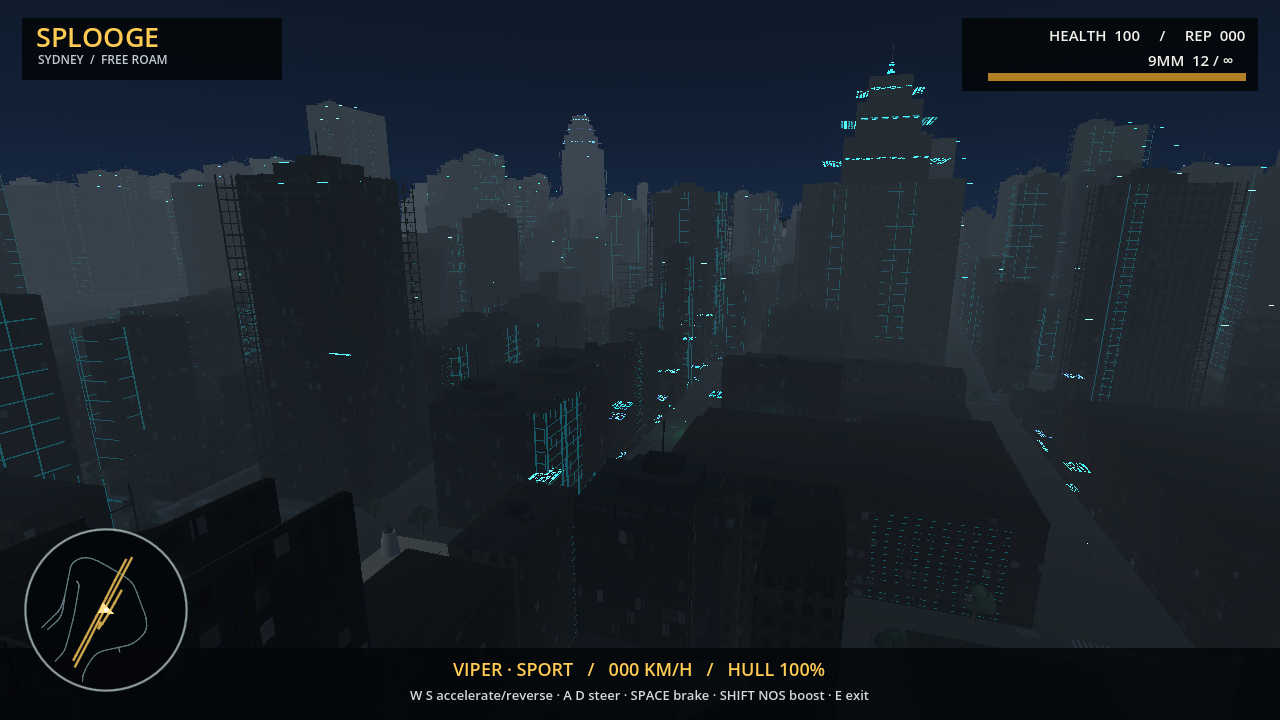 SPLOOGE
SYDNEY / FREE ROAM
HEALTH 100 / REP 000
9MM 12 / ∞
VIPER · SPORT / 000 KM/H / HULL 100%
W S accelerate/reverse · A D steer · SPACE brake · SHIFT NOS boost · E exit